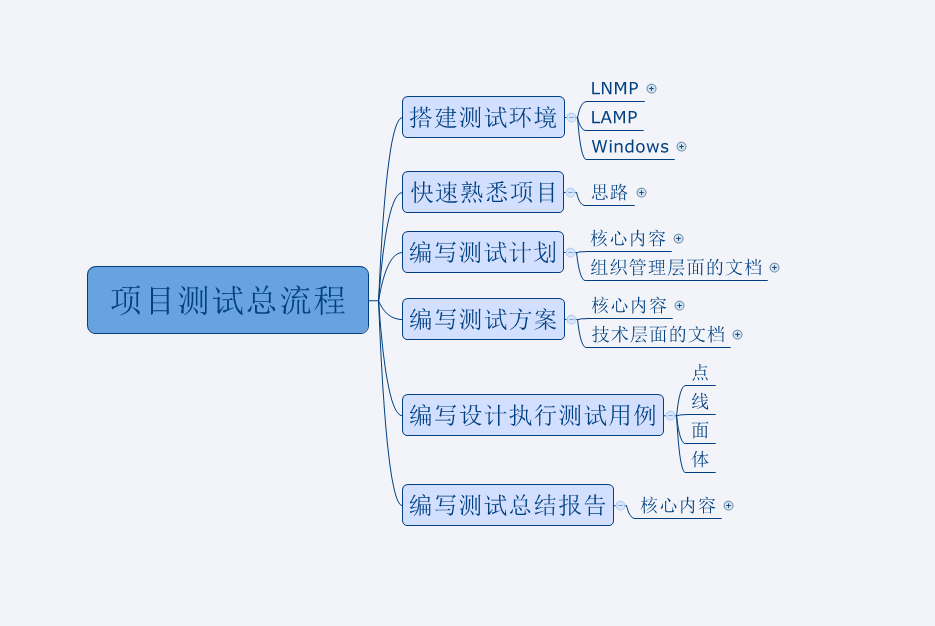 项目测试总流程
搭建测试环境
LNMP
LAMP
Windows
快速熟悉项目
思路
编写测试计划
核心内容
组织管理层面的文档
编写测试方案
核心内容
技术层面的文档
编写设计执行测试用例
点
线
面
体
编写测试总结报告
核心内容